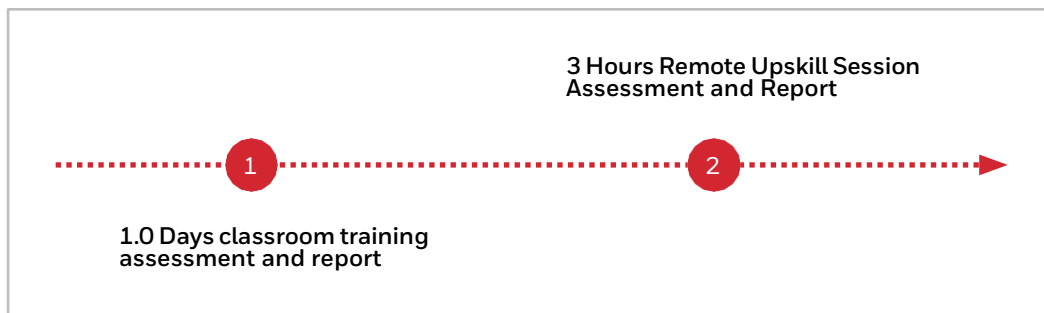 3 Hours Remote Upskill Session
Assessment and Report
1
2
1.0 Days classroom training
assessment and report